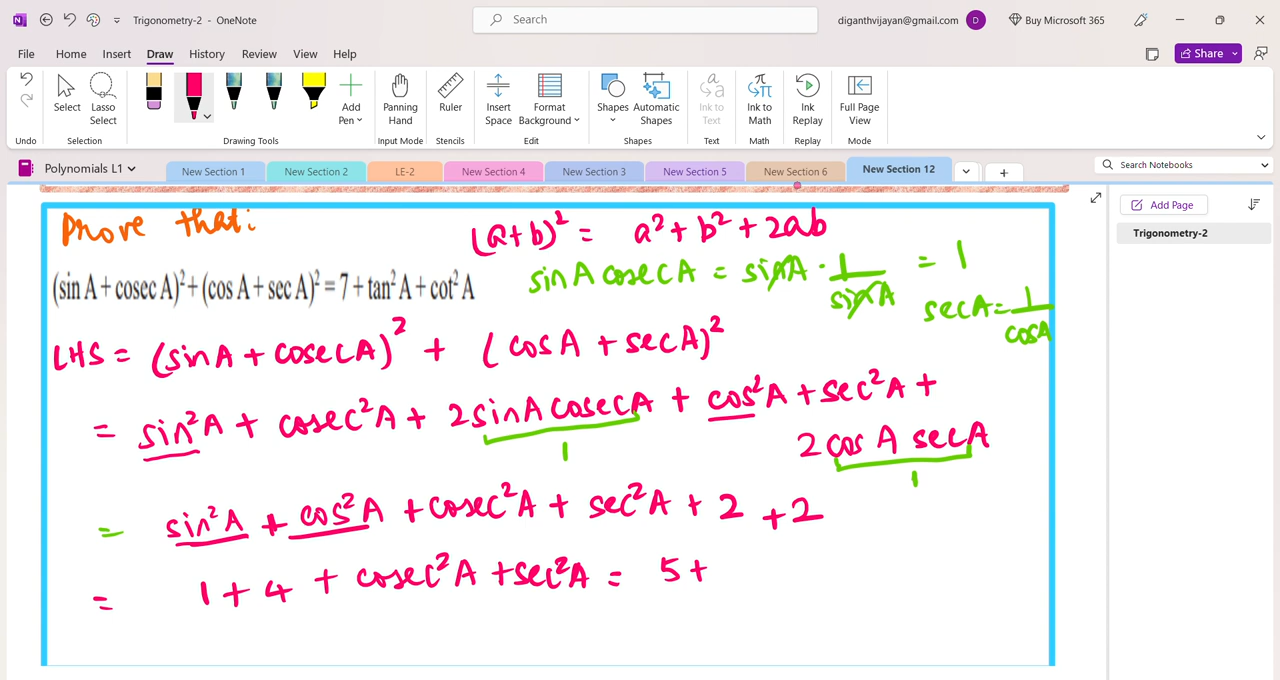 Trigonometry-2 - OneNote
Search
diganthvijayan@gmail.com
D
Buy Microsoft 365
File Home Insert Draw History Review View Help
Share
Undo
Select
Lasso Select
Selection
Drawing Tools
Add Pen
Panning Hand
Input Mode
Ruler
Stencils
Insert Space
Format Background
Edit
Shapes
Automatic Shapes
Shapes
Ink to Text
Text
Ink to Math
Math
Ink Replay
Replay
Full Page View
Mode
Polynomials L1
New Section 1 New Section 2 LE-2 New Section 4 New Section 3 New Section 5 New Section 6 New Section 12
Search Notebooks
Add Page
Trigonometry-2
Prove that:
(a+b)² = a² + b² + 2ab
sinA cosecA = sinA · 1/sinA = 1
(sin A + cosec A)² + (cos A + sec A)² = 7 + tan² A + cot² A
secA = 1/cosA
LHS = (sinA + cosecA)² + (cosA + secA)²
= sin²A + cosec²A + 2sinA cosecA + cos²A + sec²A +
1
2 cos A secA
1
= sin²A + cos²A + cosec²A + sec²A + 2 + 2
= 1 + 4 + cosec²A + sec²A = 5 +